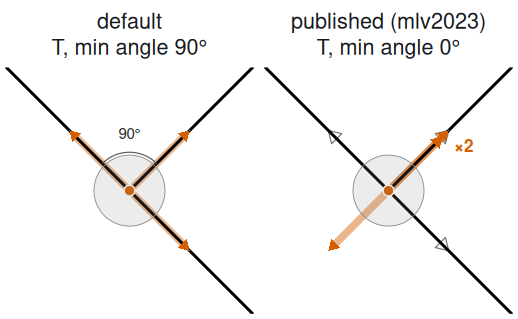 default
T, min angle 90°
published (mlv2023)
T, min angle 0°
90°
×2